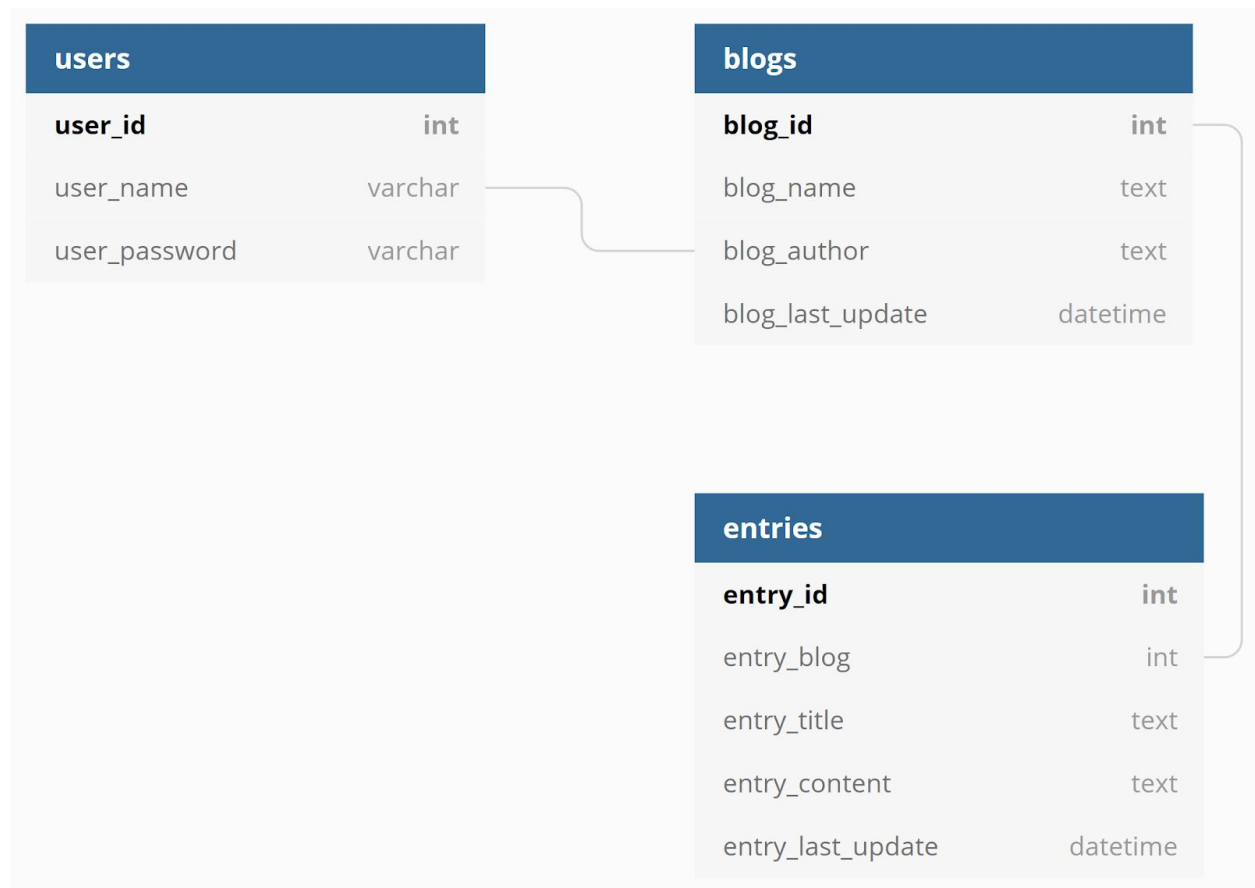 users
user_id int
user_name varchar
user_password varchar
blogs
blog_id int
blog_name text
blog_author text
blog_last_update datetime
entries
entry_id int
entry_blog int
entry_title text
entry_content text
entry_last_update datetime